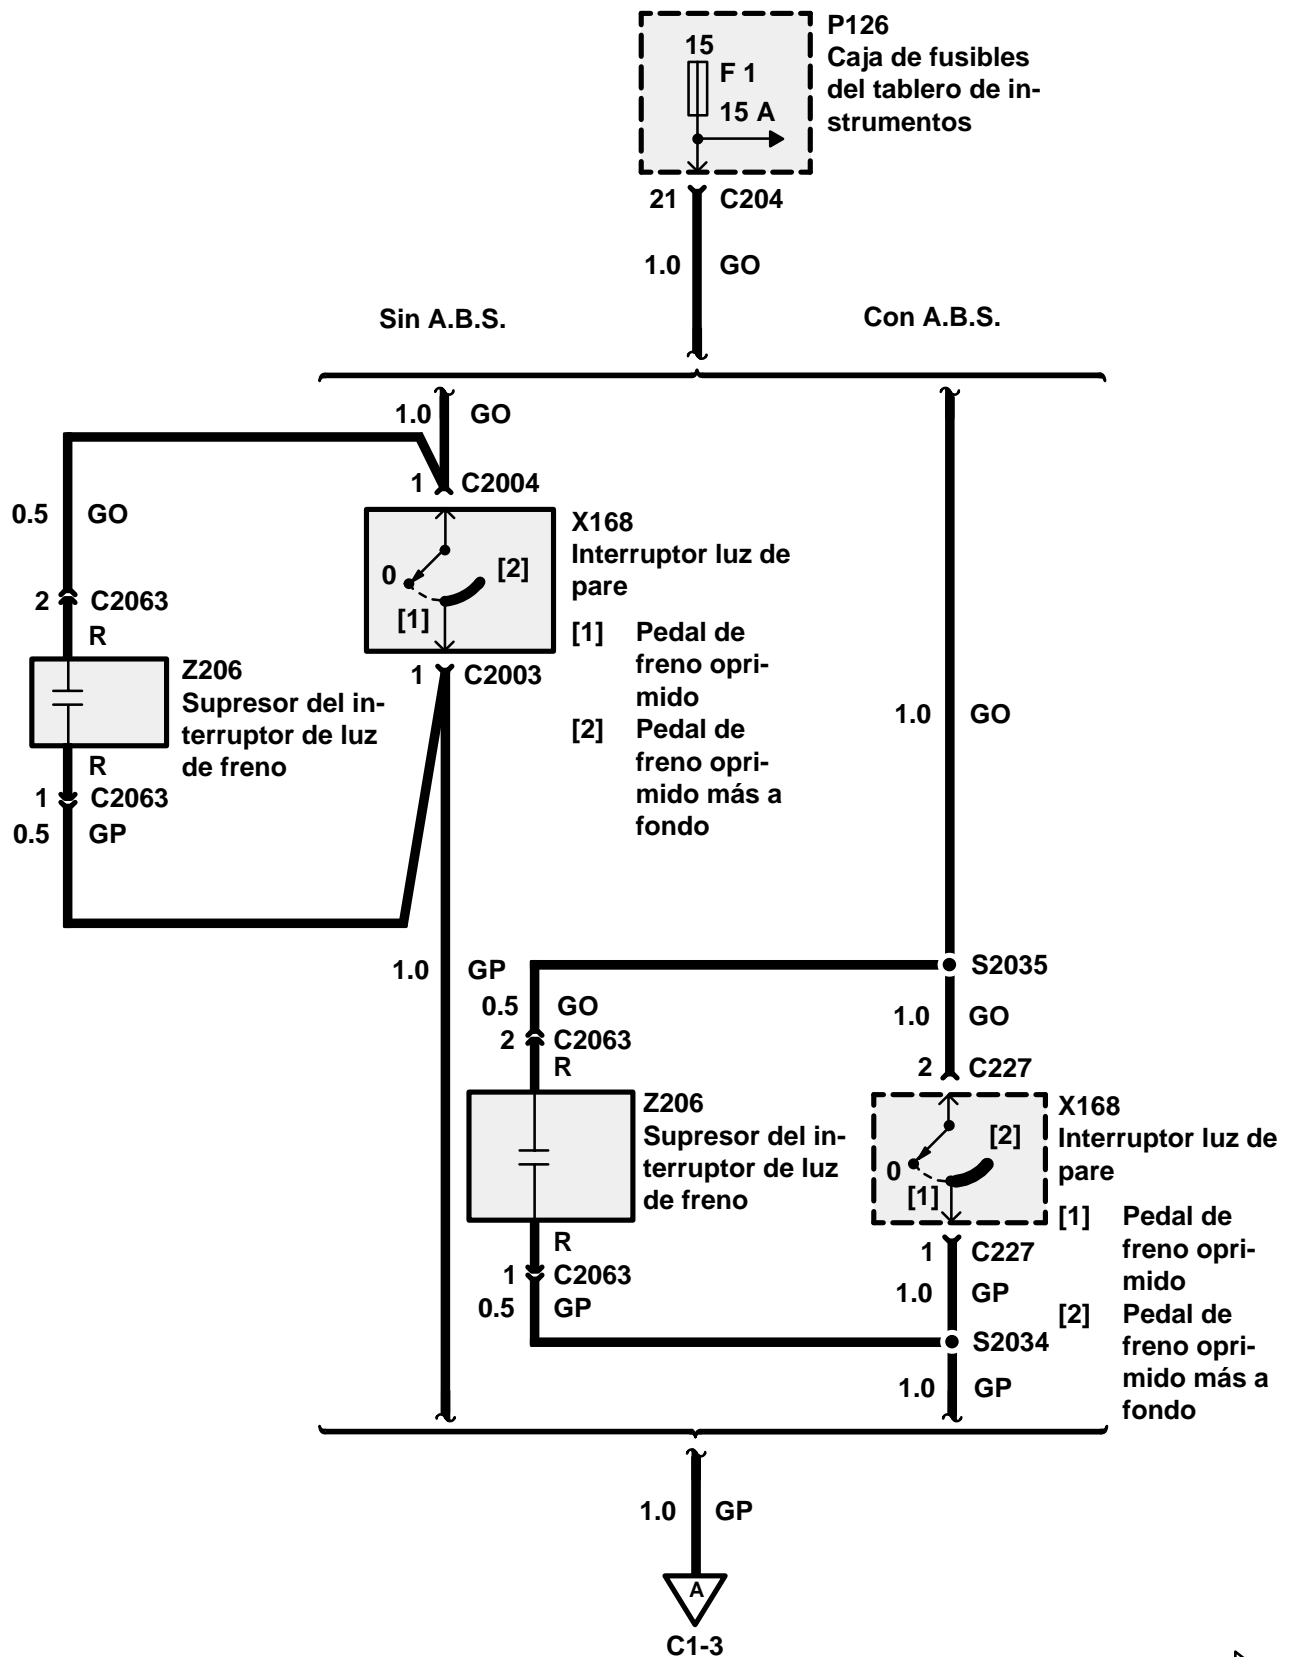 P126
15
Caja de fusibles
F 1
del tablero de in-
15 A
strumentos
21 C204
1.0 GO
Sin A.B.S.
Con A.B.S.
1.0 GO
1 C2004
0.5 GO
X168
Interruptor luz de
pare
0
[2]
[1]
[1] Pedal de
freno opri-
mido
[2] Pedal de
freno opri-
mido más a
fondo
2 C2063
R
Z206
Supresor del in-
terruptor de luz
de freno
R
1 C2063
0.5 GP
1 C2003
1.0 GO
1.0 GP
S2035
0.5 GO
1.0 GO
2 C2063
R
2 C227
Z206
Supresor del in-
terruptor de luz
de freno
X168
Interruptor luz de
pare
[2]
0
[1]
[1] Pedal de
freno opri-
mido
[2] Pedal de
freno opri-
mido más a
fondo
R
1 C2063
0.5 GP
1 C227
1.0 GP
S2034
1.0 GP
1.0 GP
A
C1-3